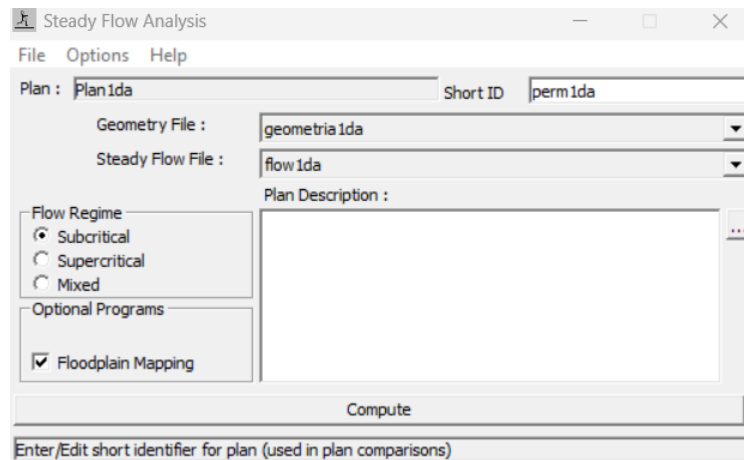 Steady Flow Analysis
File Options Help
Plan : Plan1da Short ID perm1da
Geometry File : geometria1da
Steady Flow File : flow1da
Plan Description :
Flow Regime
Subcritical
Supercritical
Mixed
Optional Programs
Floodplain Mapping
...
Compute
Enter/Edit short identifier for plan (used in plan comparisons)